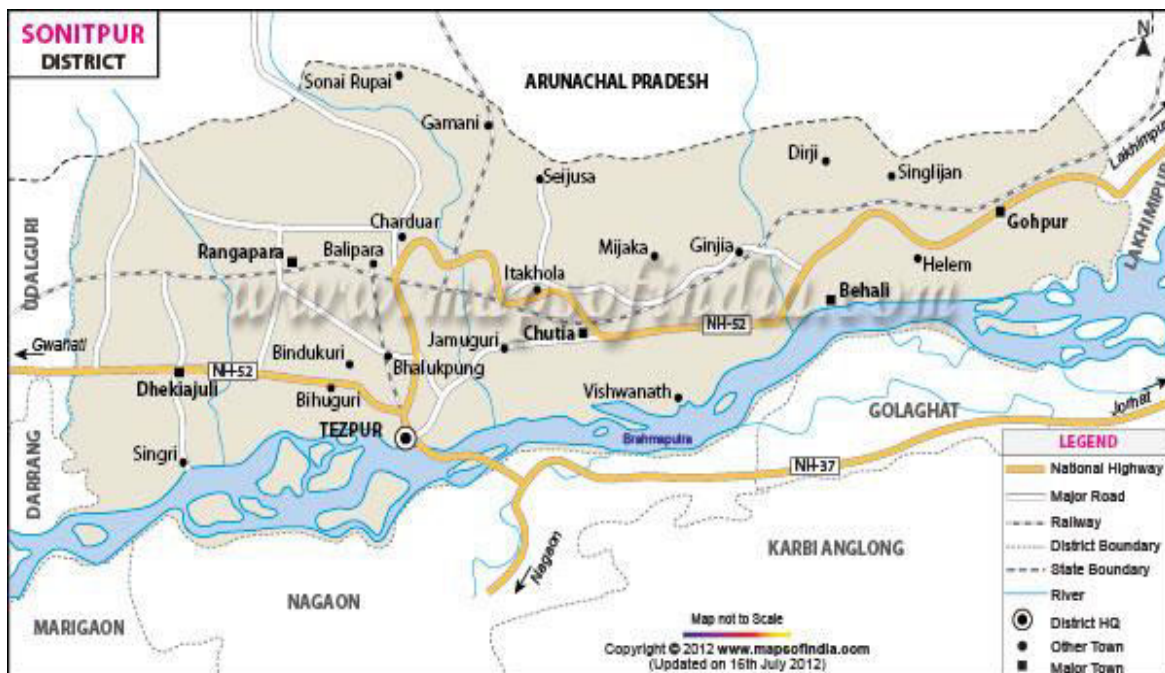 SONITPUR
DISTRICT
N
Sonai Rupai
ARUNACHAL PRADESH
Gamani
Lakhimpur
Dirji
Singlijan
Seijusa
LAKHIMIPUR
UDALGURI
Charduar
Gohpur
Rangapara
Balipara
Mijaka
Ginjia
Helem
Itakhola
www.mapsofindia.com
Behali
Chutia
NH-52
Gwahati
Jamuguri
Bindukuri
Bhalukpung
NH-52
Dhekiajuli
Bihuguri
Vishwanath
GOLAGHAT
Jorhat
TEZPUR
Brahmaputra
DARRANG
Singri
NH-37
LEGEND
National Highway
Major Road
Railway
District Boundary
State Boundary
River
District HQ
Other Town
Major Town
KARBI ANGLONG
Nagaon
NAGAON
MARIGAON
Map not to Scale
Copyright © 2012 www.mapsofindia.com
(Updated on 16th July 2012)